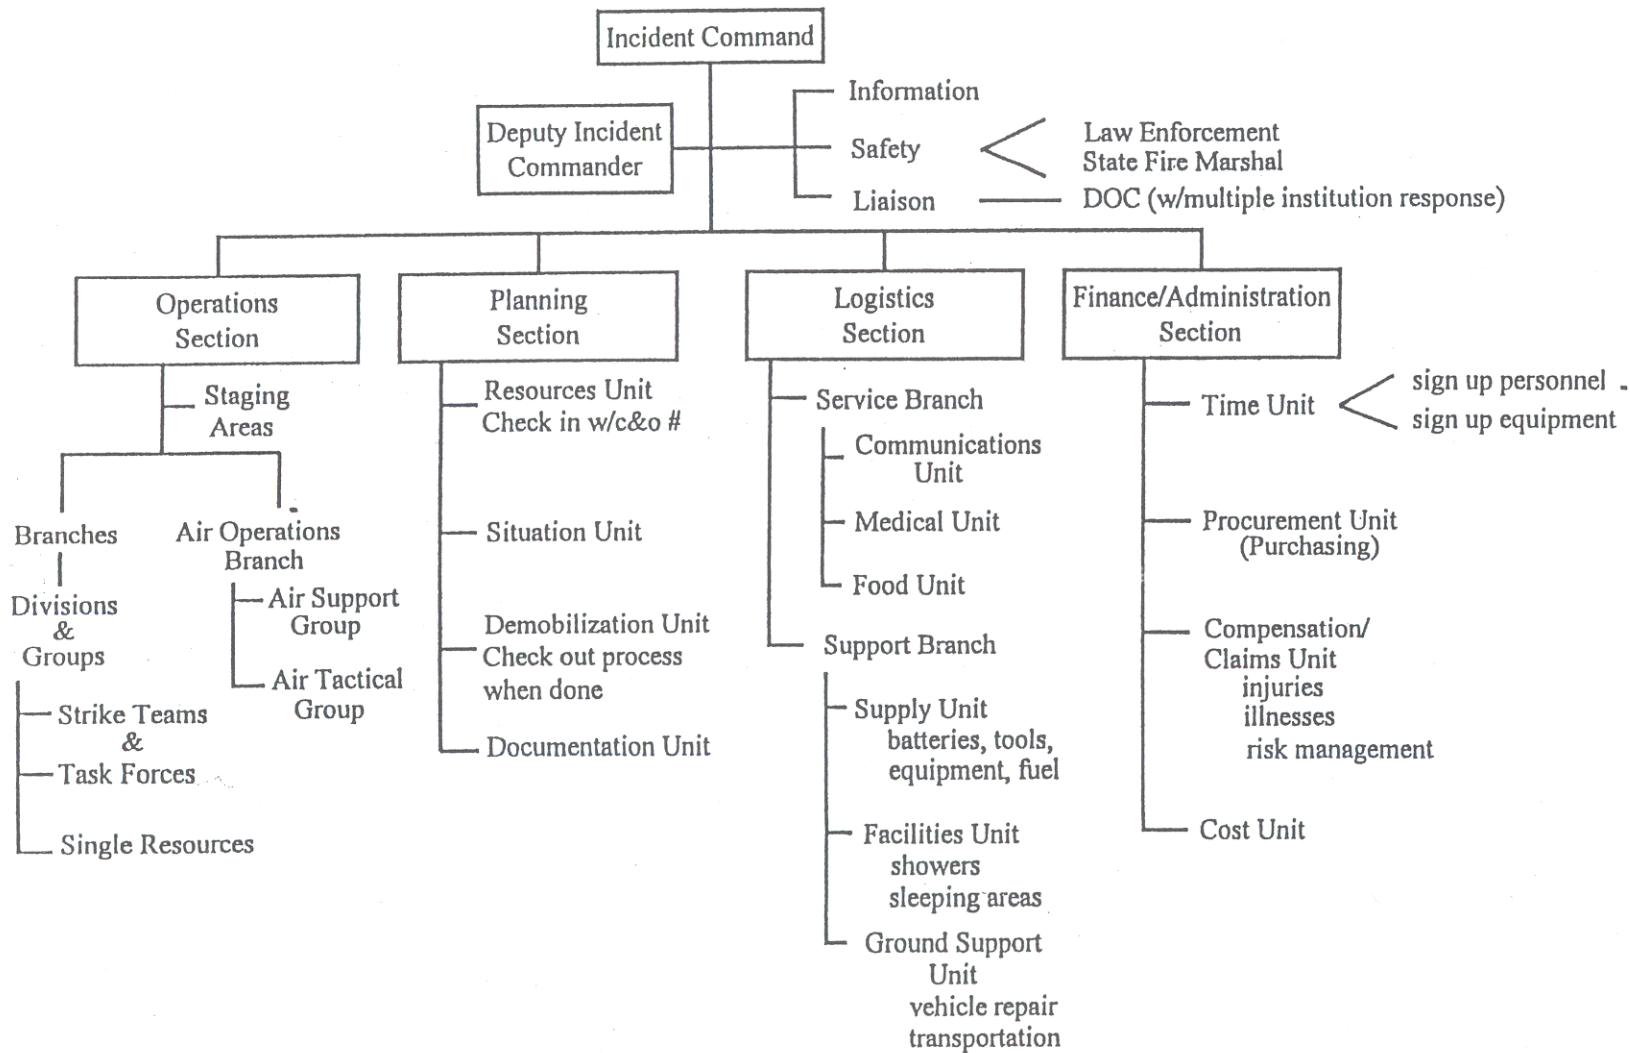 Incident Command
Deputy Incident
Commander
Information
Safety
Law Enforcement
State Fire Marshal
Liaison
DOC (w/multiple institution response)
Operations
Section
Staging
Areas
Branches
Divisions
&
Groups
Strike Teams
&
Task Forces
Single Resources
Air Operations
Branch
Air Support
Group
Air Tactical
Group
Planning
Section
Resources Unit
Check in w/c&o #
Situation Unit
Demobilization Unit
Check out process
when done
Documentation Unit
Logistics
Section
Service Branch
Communications
Unit
Medical Unit
Food Unit
Support Branch
Supply Unit
batteries, tools,
equipment, fuel
Facilities Unit
showers
sleeping areas
Ground Support
Unit
vehicle repair
transportation
Finance/Administration
Section
Time Unit
sign up personnel
sign up equipment
Procurement Unit
(Purchasing)
Compensation/
Claims Unit
injuries
illnesses
risk management
Cost Unit